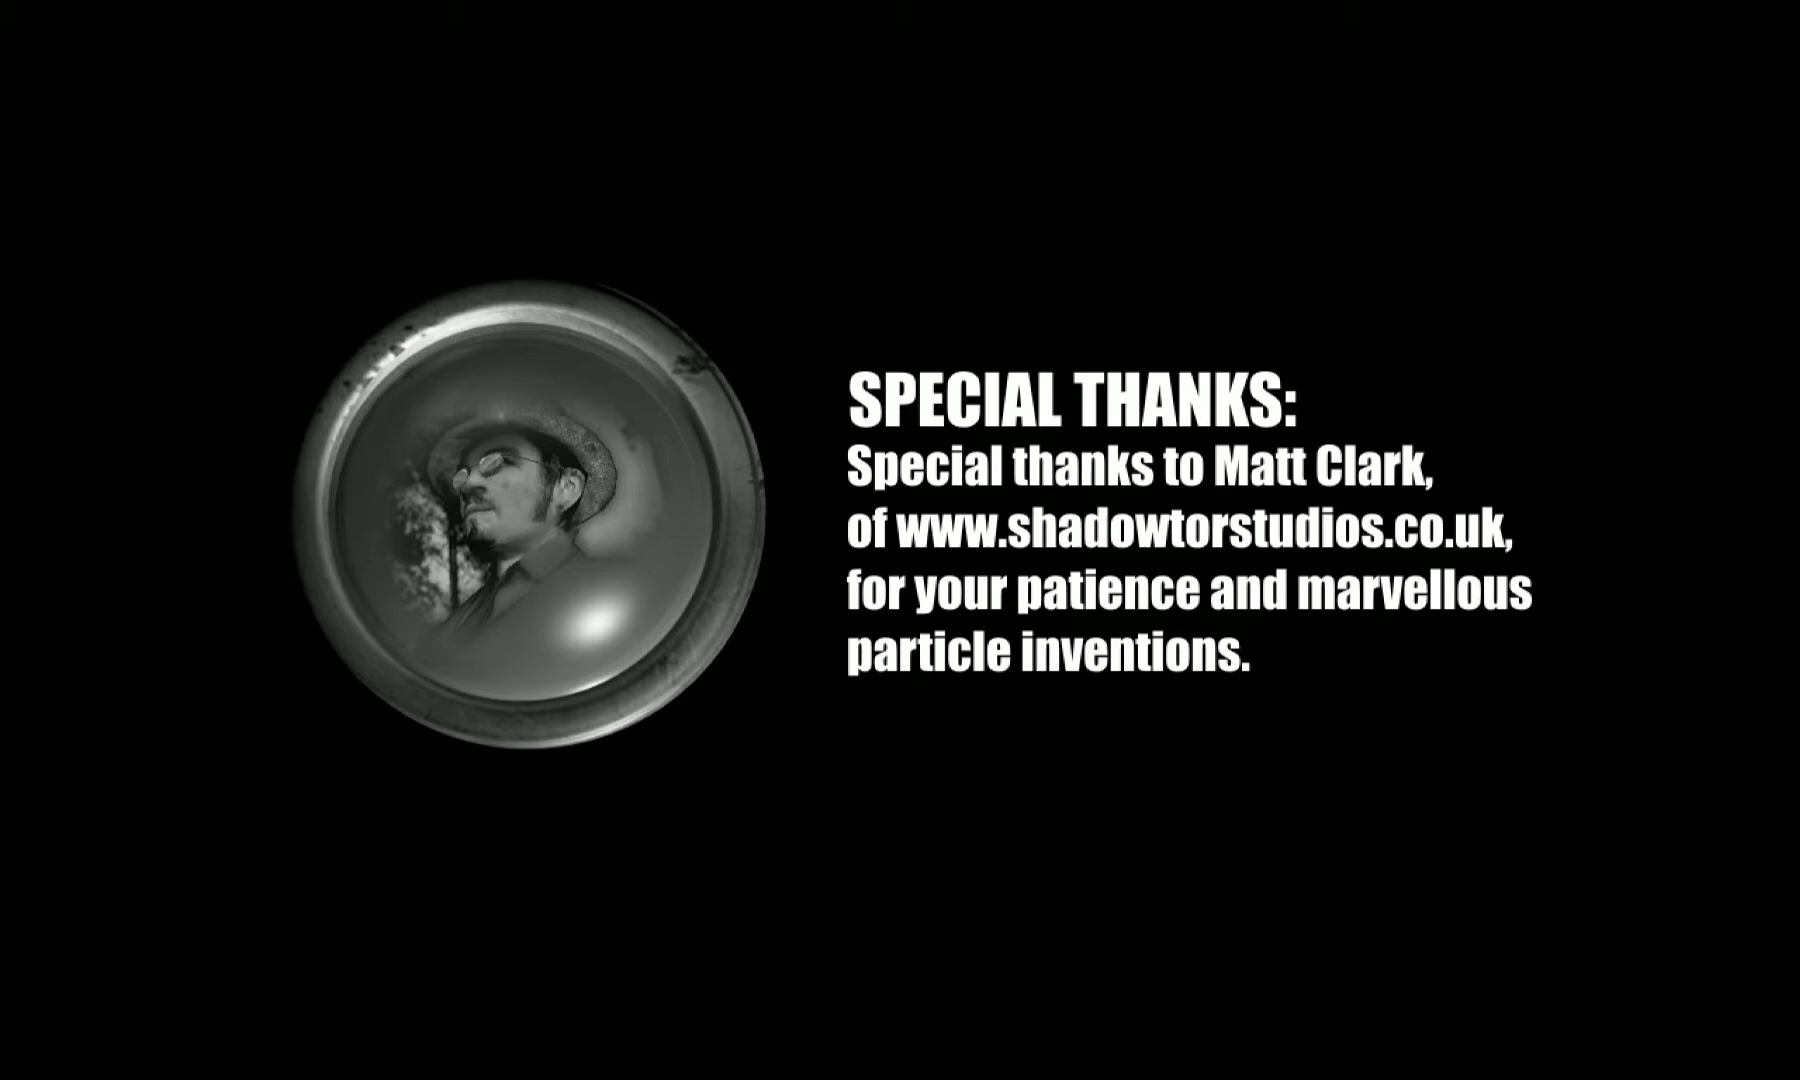 SPECIAL THANKS:
Special thanks to Matt Clark,
of www.shadowtorstudios.co.uk,
for your patience and marvellous
particle inventions.